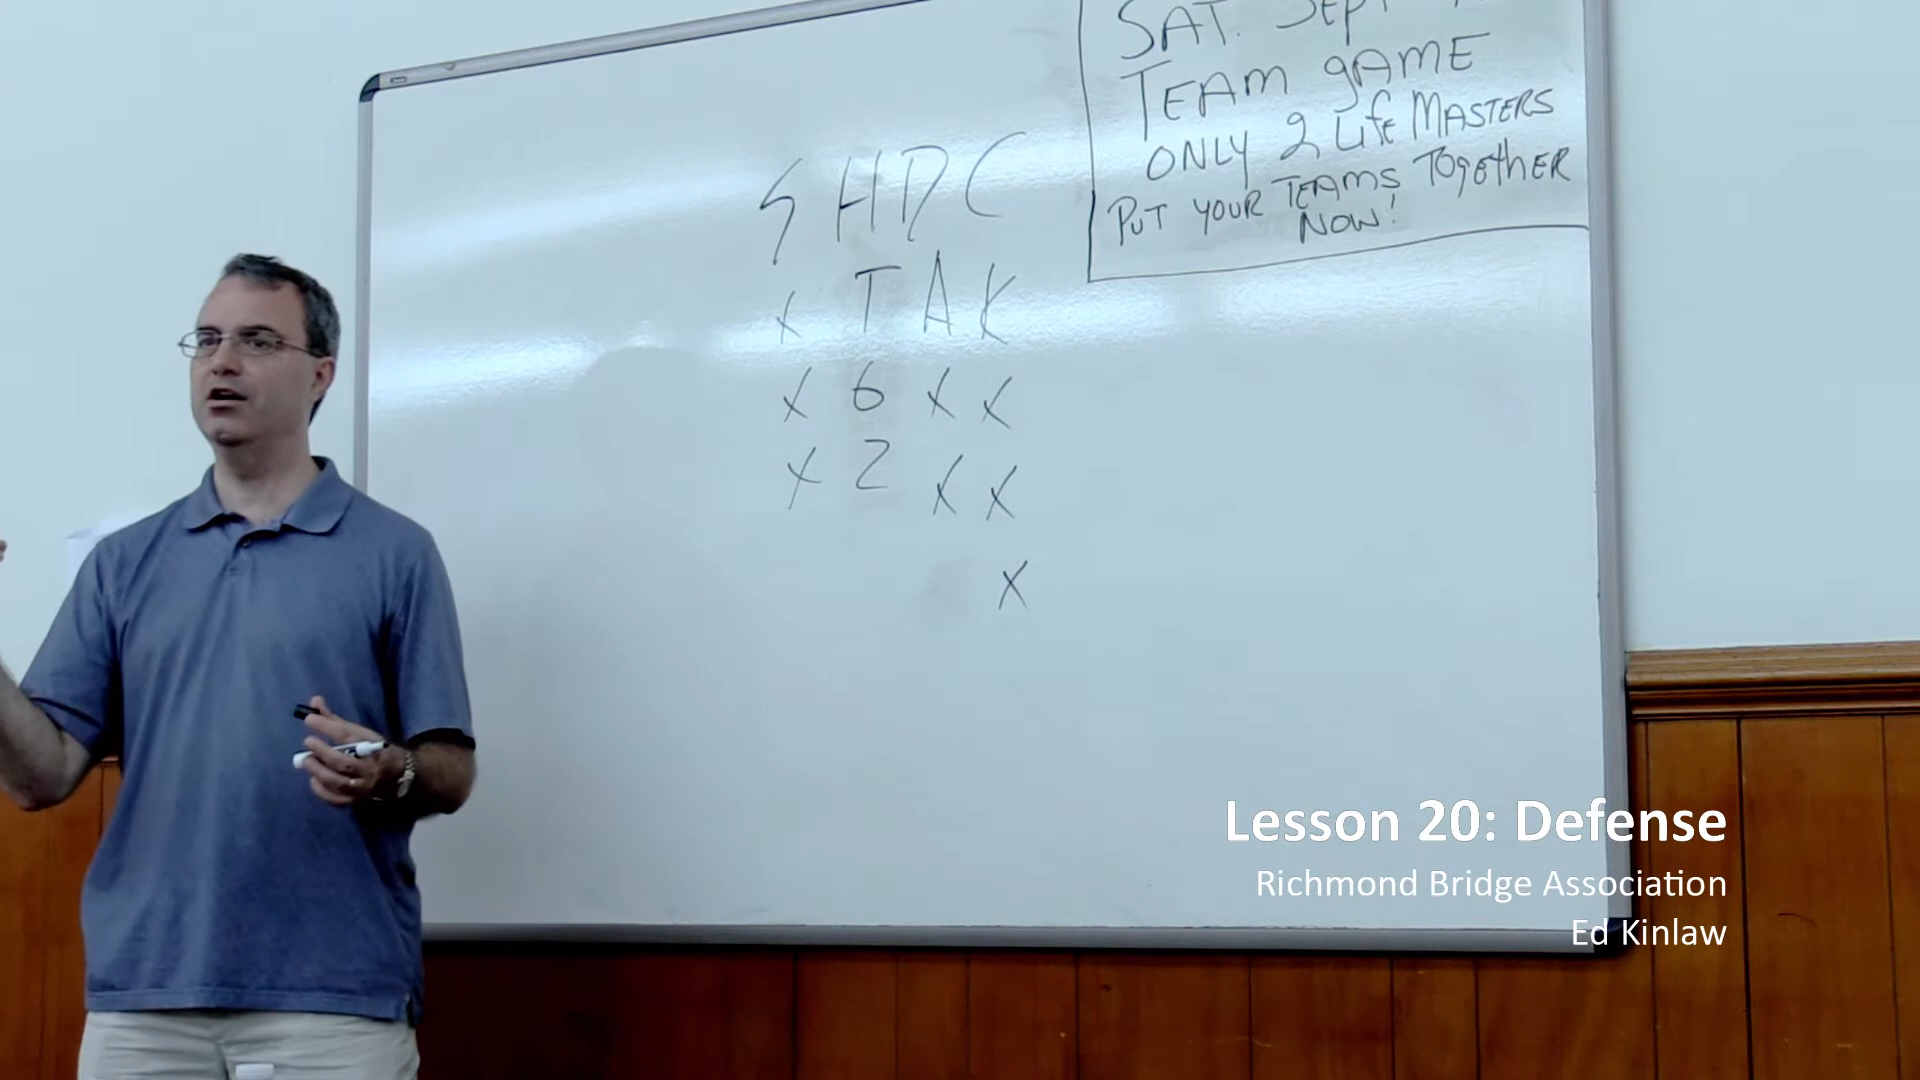 SAT. SEPT
TEAM GAME
ONLY 2 LIFE MASTERS
PUT YOUR TEAMS TOGETHER
NOW!
S H D C
x T A K
x 6 x x
x 2 x x
x
Lesson 20: Defense
Richmond Bridge Association
Ed Kinlaw